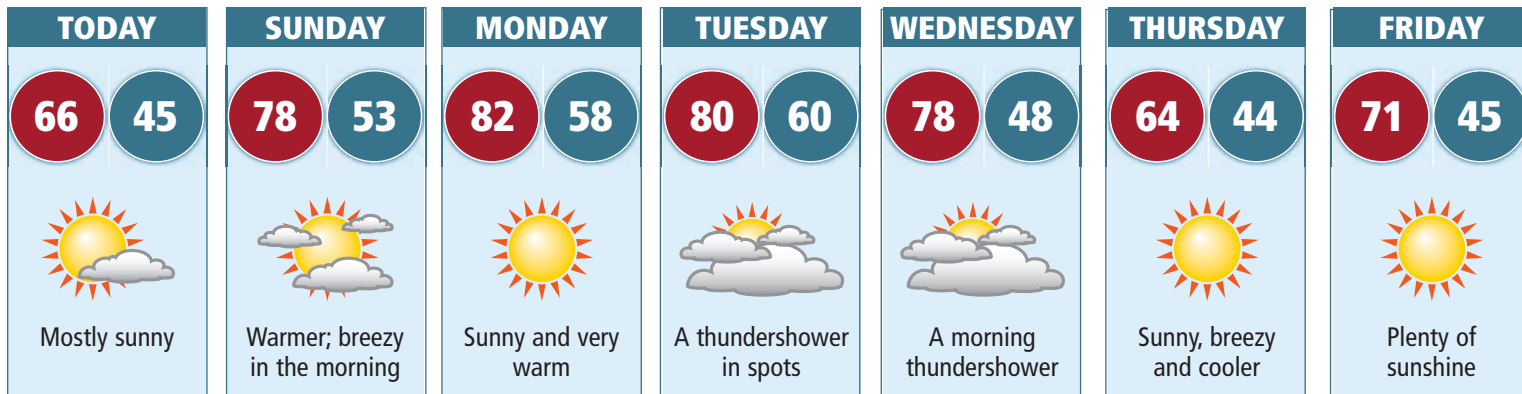 TODAY
66 45
Mostly sunny
SUNDAY
78 53
Warmer; breezy
in the morning
MONDAY
82 58
Sunny and very
warm
TUESDAY
80 60
A thundershower
in spots
WEDNESDAY
78 48
A morning
thundershower
THURSDAY
64 44
Sunny, breezy
and cooler
FRIDAY
71 45
Plenty of
sunshine